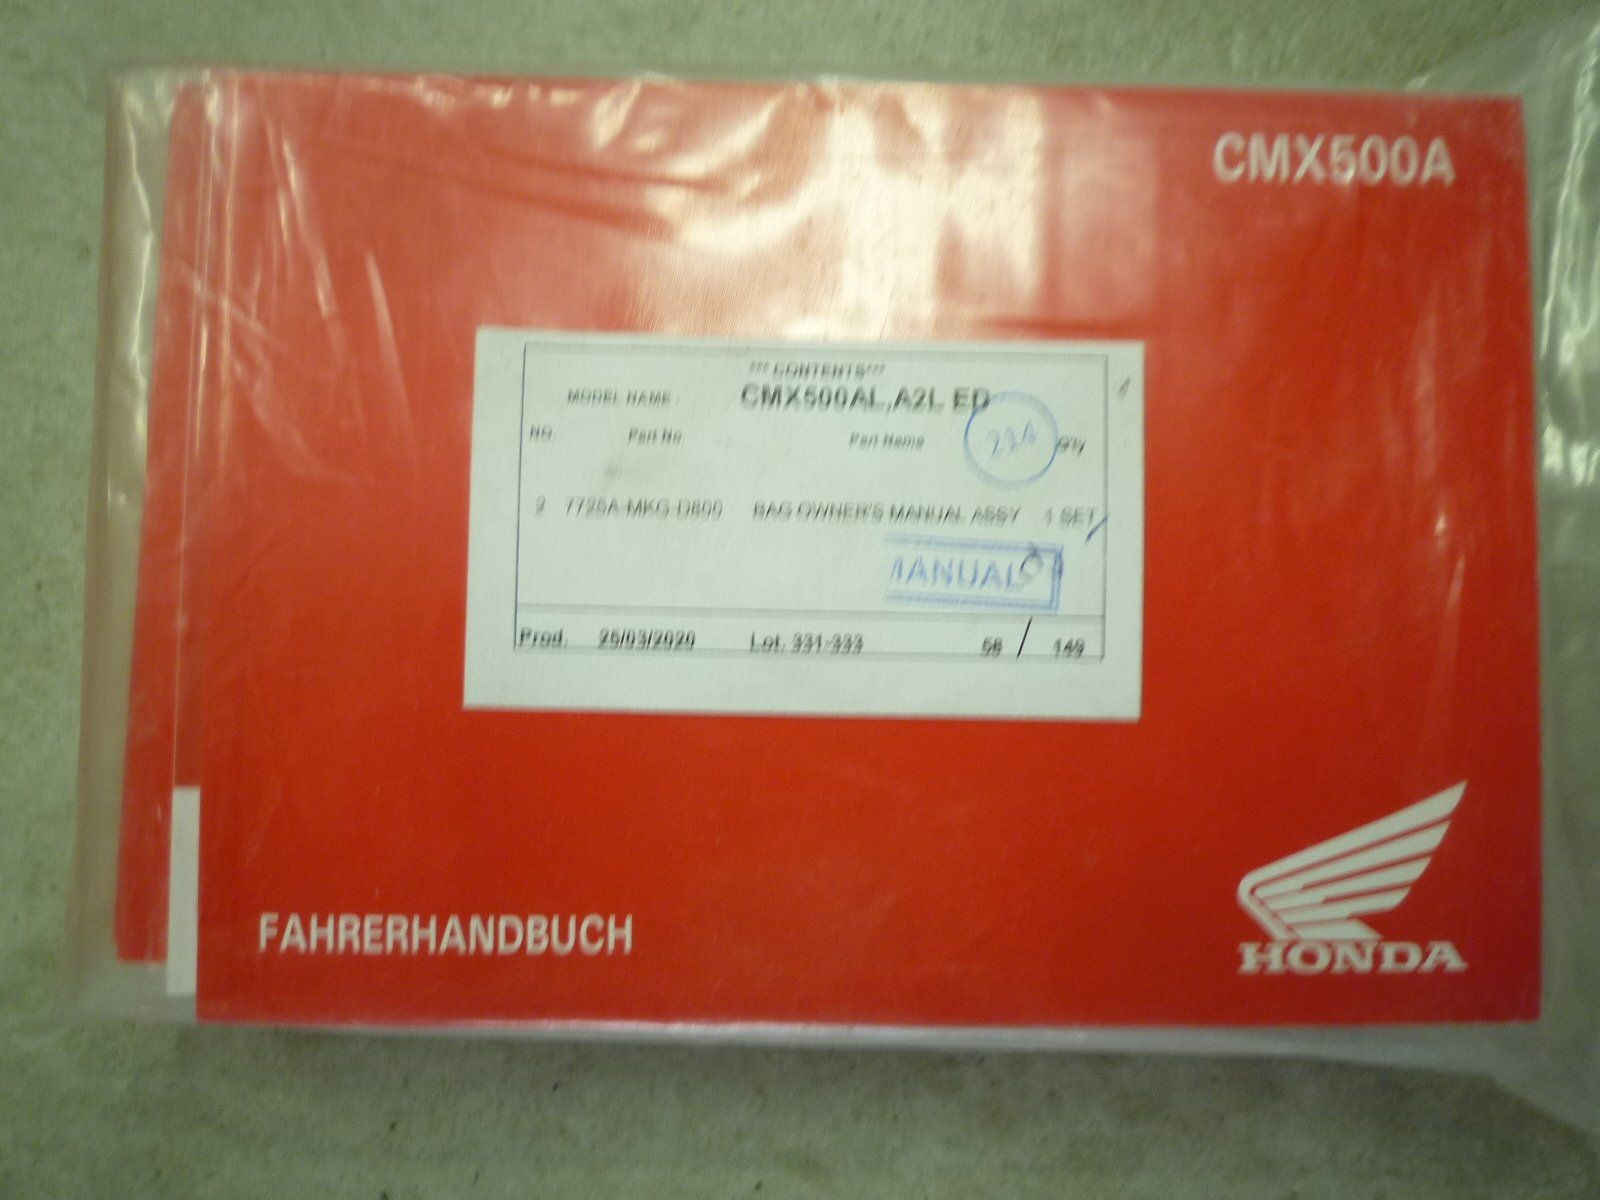 CMX500A
*** CONTENTS***
MODEL NAME : CMX500AL,A2L ED
NO. Part No. Part Name Q'ty
2 7725A-MKG-D800 BAG OWNER'S MANUAL ASSY 1 SET
MANUAL
Prod. 25/03/2020 Lot. 331-333 56 / 149
FAHRERHANDBUCH
HONDA